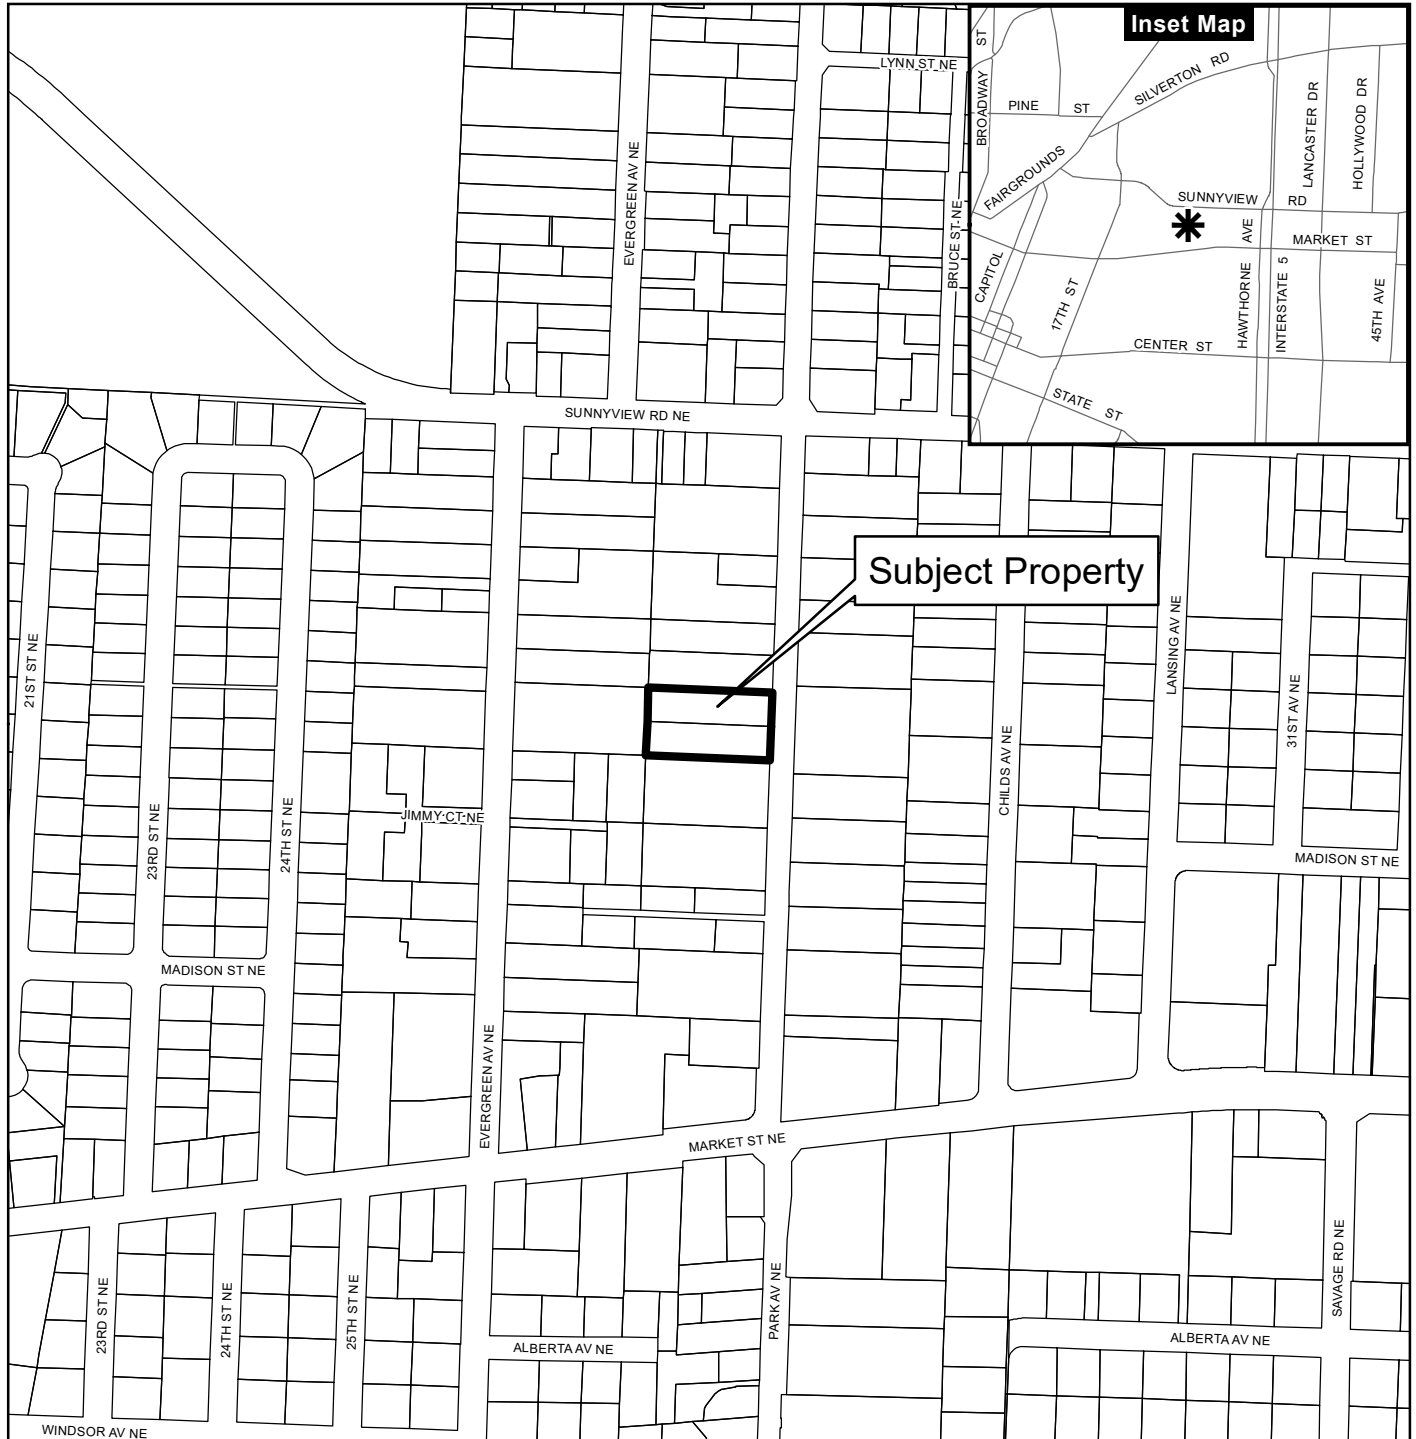 Inset Map
LYNN ST NE
BROADWAY ST
PINE ST
SILVERTON RD
LANCASTER DR
HOLLYWOOD DR
FAIRGROUNDS
SUNNYVIEW RD
MARKET ST
CAPITOL
17TH ST
HAWTHORNE AVE
INTERSTATE 5
45TH AVE
CENTER ST
STATE ST
EVERGREEN AV NE
BRUCE ST NE
SUNNYVIEW RD NE
Subject Property
21ST ST NE
LANSING AV NE
31ST AV NE
CHILDS AV NE
JIMMY CT NE
23RD ST NE
24TH ST NE
MADISON ST NE
MADISON ST NE
EVERGREEN AV NE
MARKET ST NE
SAVAGE RD NE
23RD ST NE
24TH ST NE
25TH ST NE
PARK AV NE
ALBERTA AV NE
ALBERTA AV NE
WINDSOR AV NE